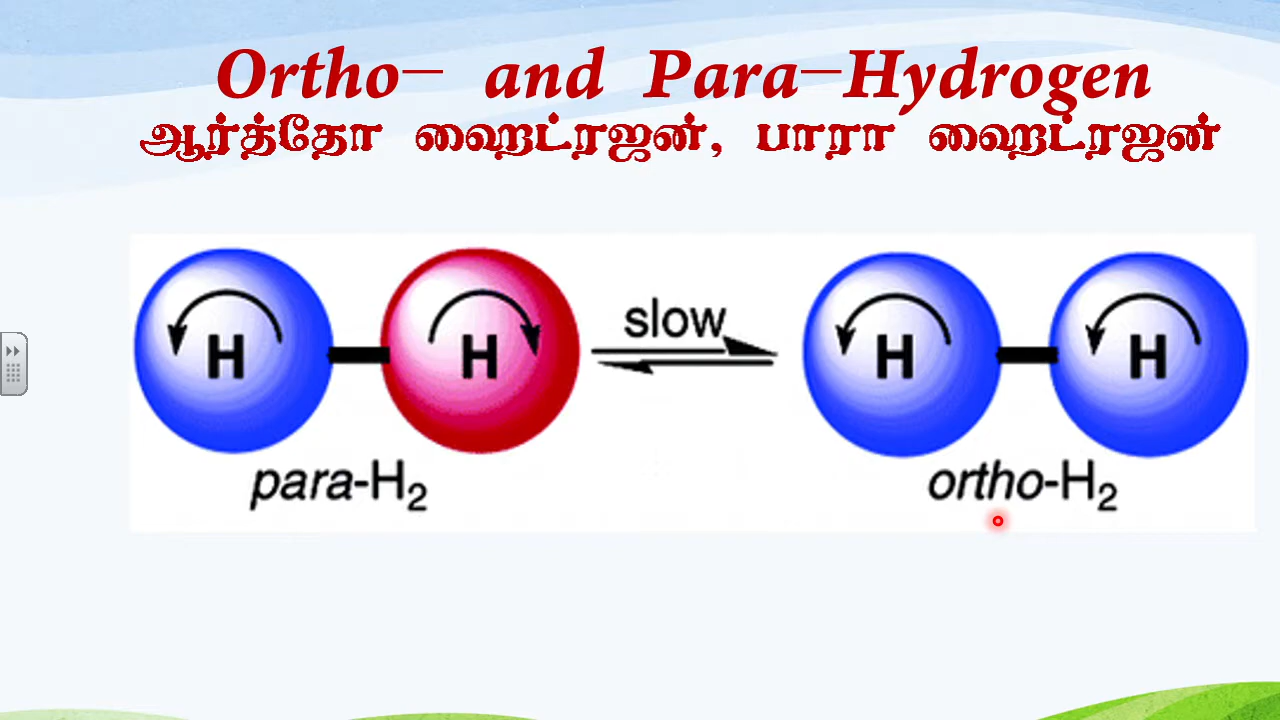 Ortho- and Para-Hydrogen
ஆர்த்தோ ஹைட்ரஜன், பாரா ஹைட்ரஜன்
H H slow H H
para-H₂ ortho-H₂